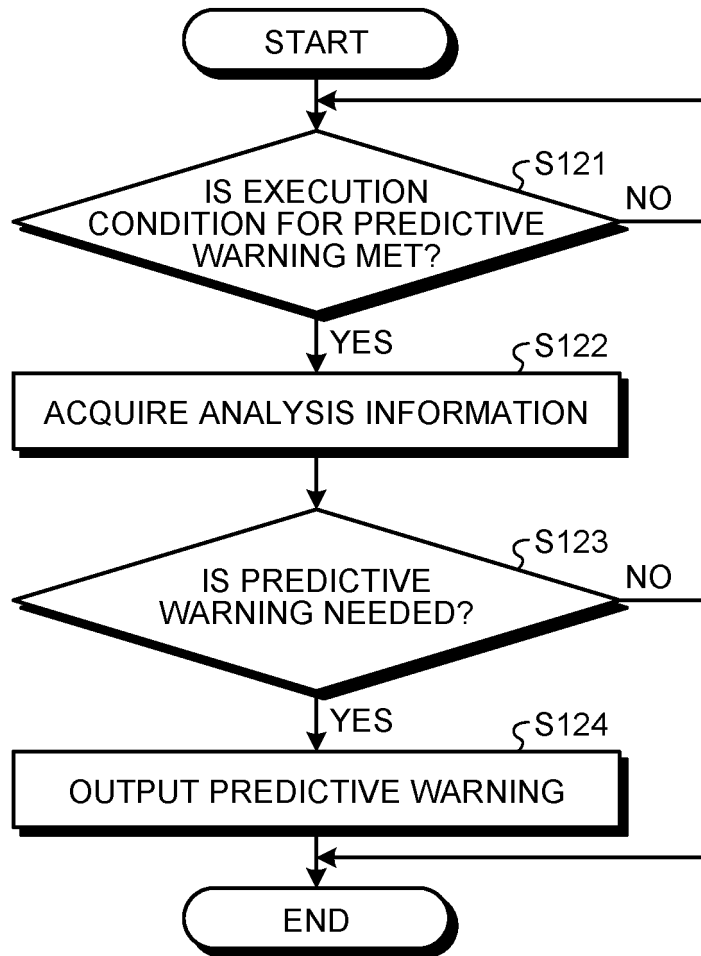 START
S121
IS EXECUTION
CONDITION FOR PREDICTIVE
WARNING MET?
NO
YES
S122
ACQUIRE ANALYSIS INFORMATION
S123
IS PREDICTIVE
WARNING NEEDED?
NO
YES
S124
OUTPUT PREDICTIVE WARNING
END